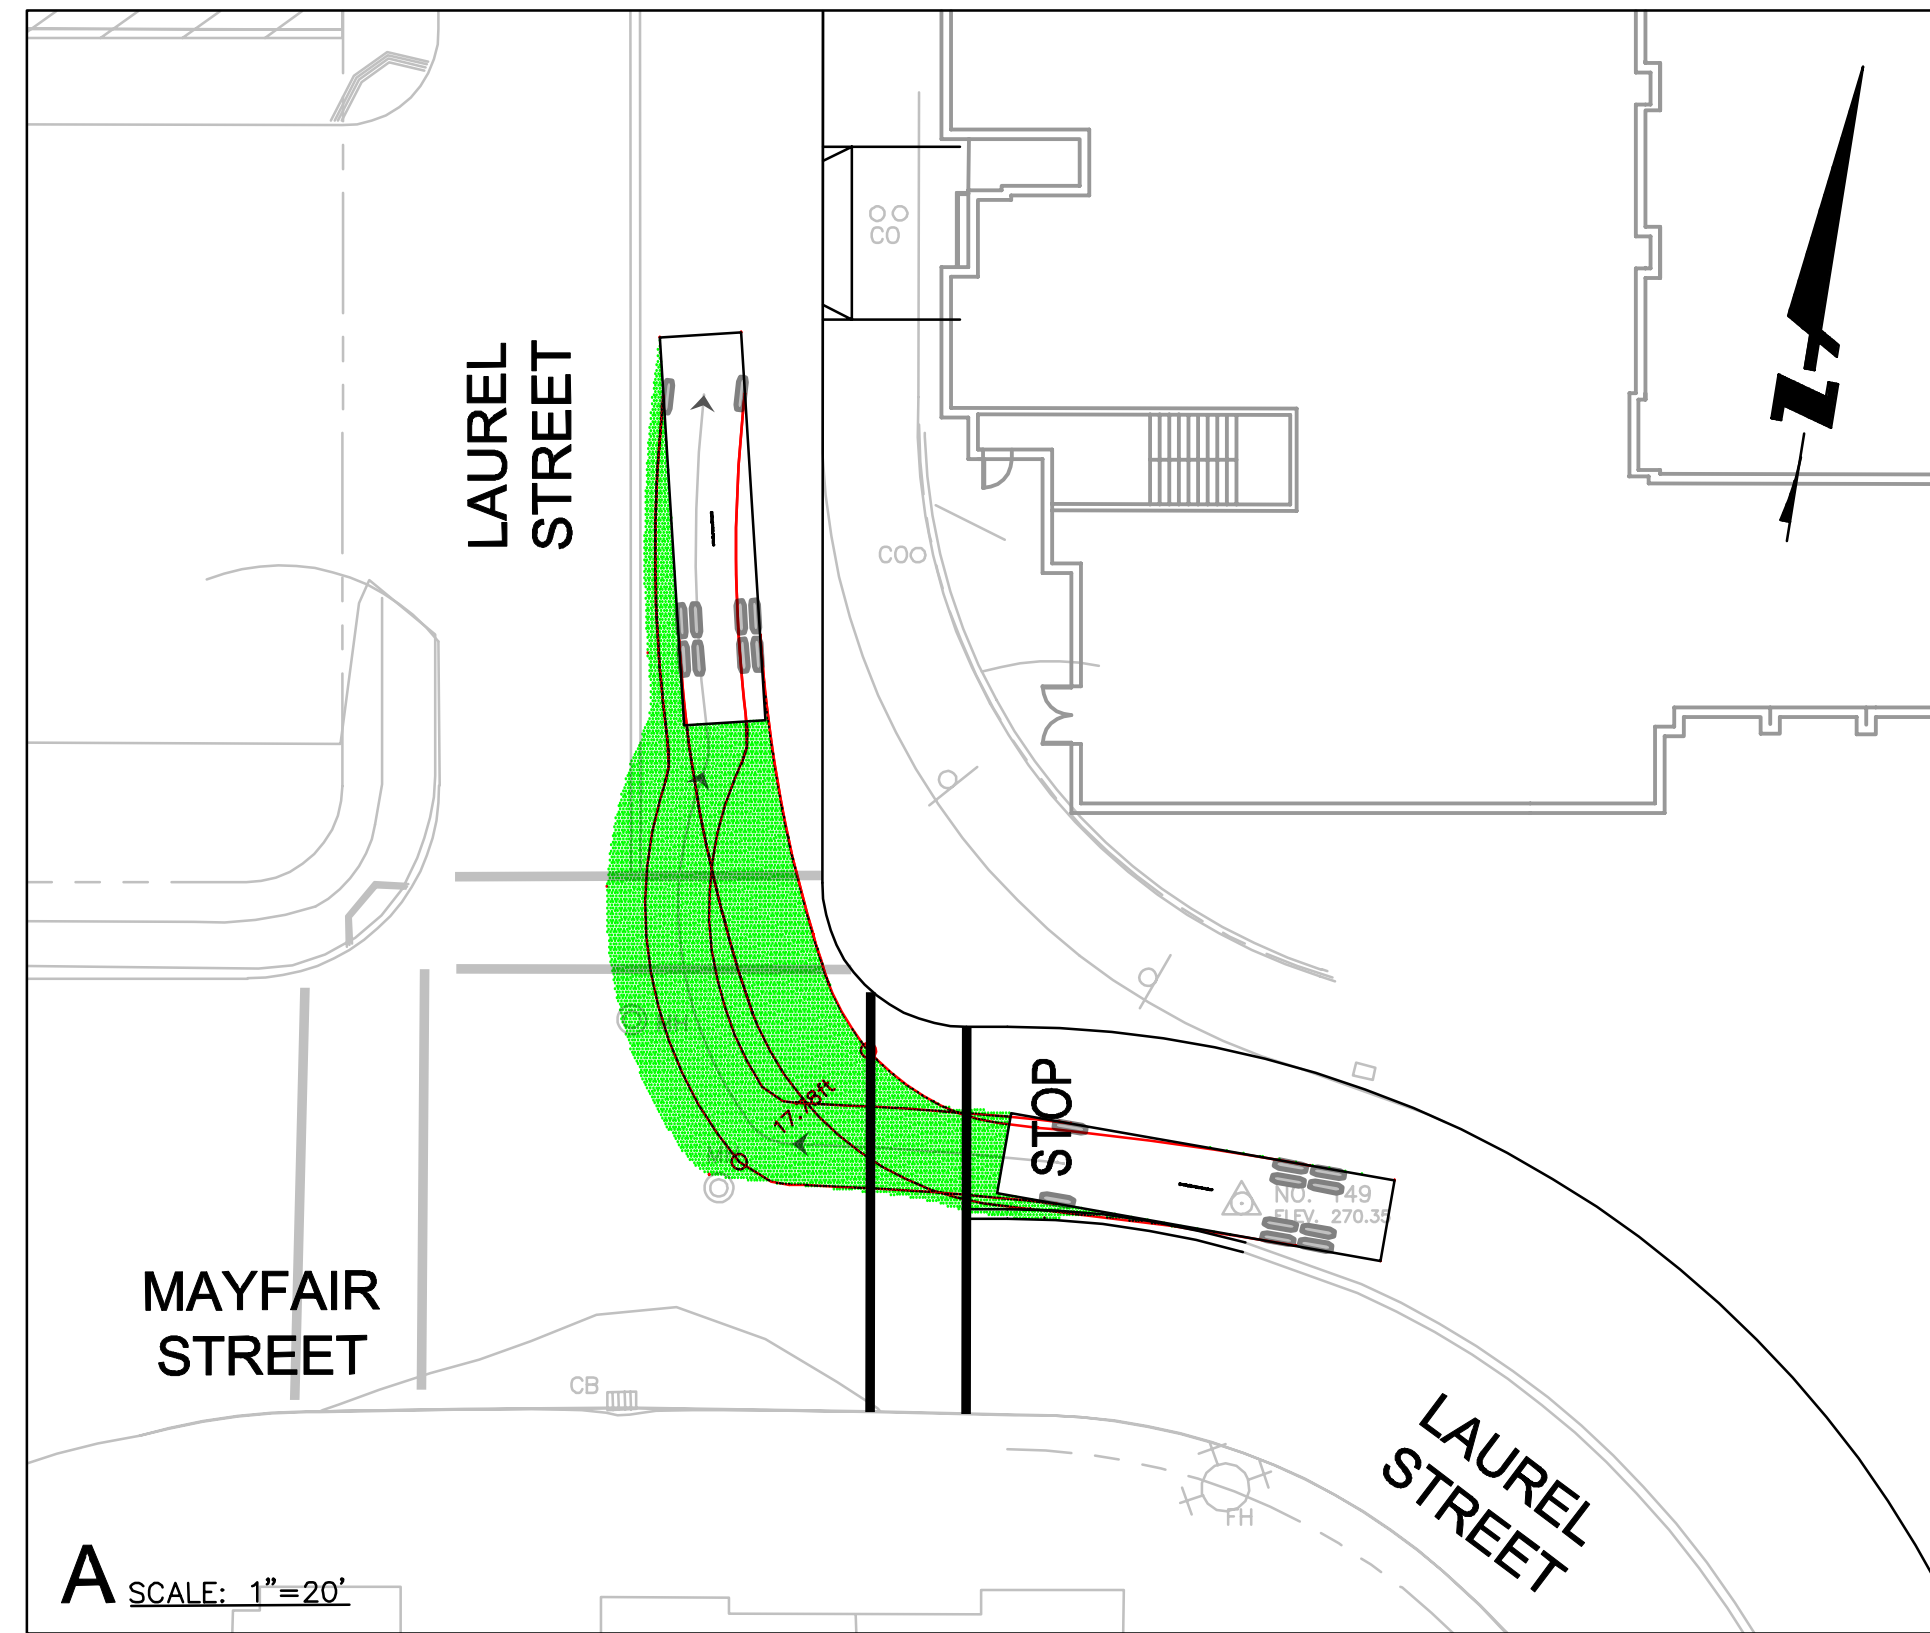 CO
LAUREL
STREET
CO
N
STOP
17.78ft
NO. 149
ELEV. 270.35
MAYFAIR
STREET
CB
LAUREL
STREET
FH
A SCALE: 1"=20'